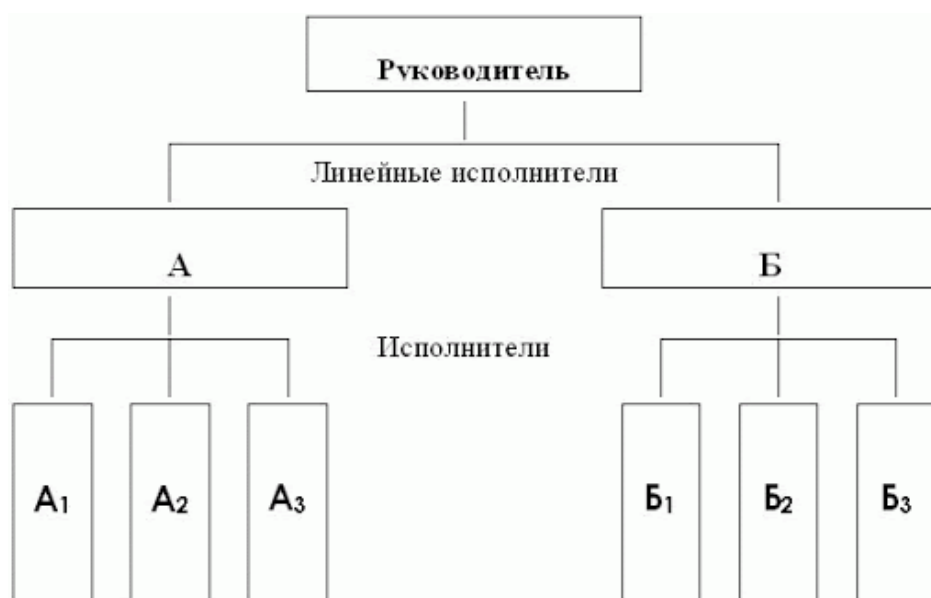 Руководитель
Линейные исполнители
А
Б
Исполнители
А₁
А₂
А₃
Б₁
Б₂
Б₃